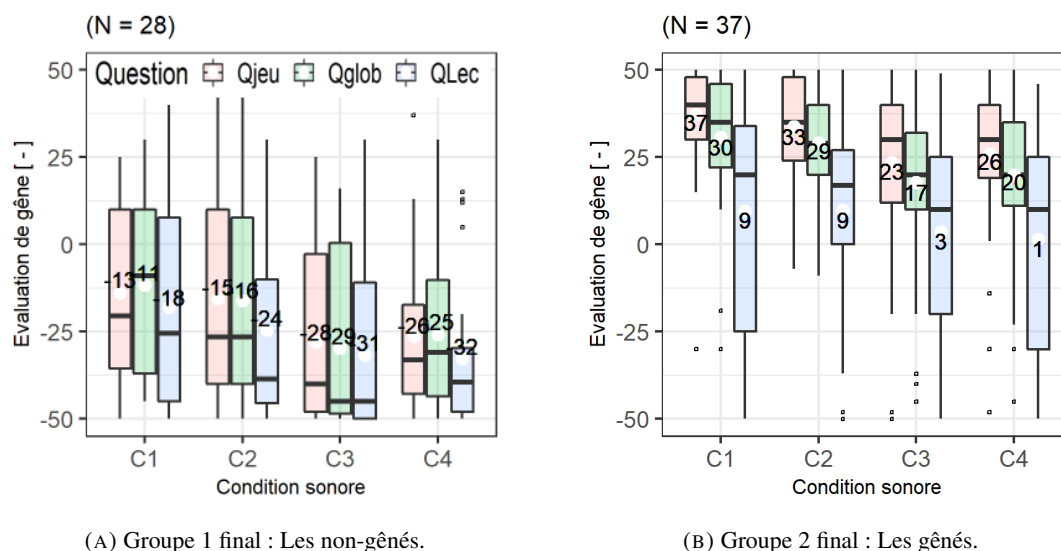 (N = 28)
Question Qjeu Qglob QLec
Evaluation de gêne [ - ]
50
25
0
-25
-50
-13 -11 -18
-15 -16 -24
-28 -29 -31
-26 -25 -32
C1 C2 C3 C4
Condition sonore
(A) Groupe 1 final : Les non-gênés.
(N = 37)
Evaluation de gêne [ - ]
50
25
0
-25
-50
37 30 9
33 29 9
23 17 3
26 20 1
C1 C2 C3 C4
Condition sonore
(B) Groupe 2 final : Les gênés.